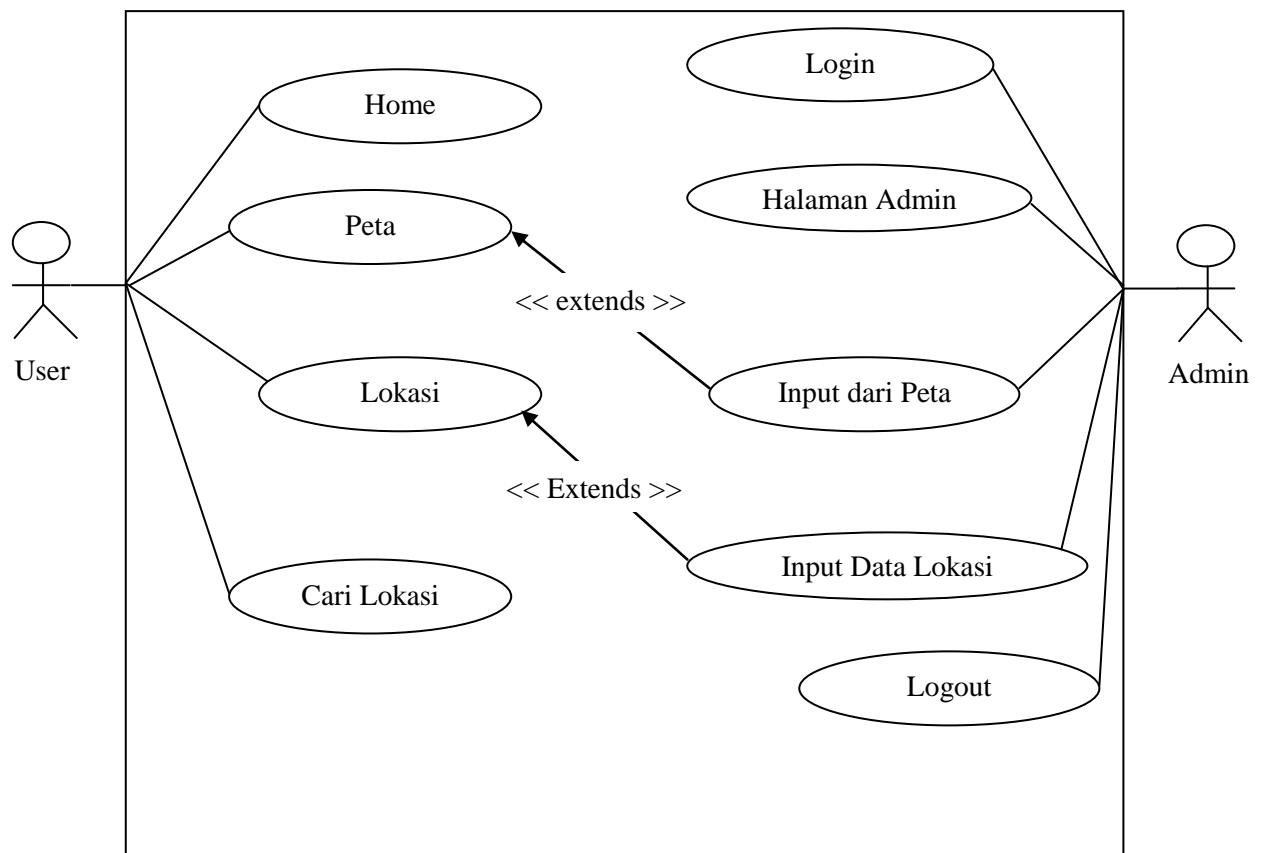 Login
Home
Halaman Admin
Peta
<< extends >>
User
Admin
Lokasi
Input dari Peta
<< Extends >>
Input Data Lokasi
Cari Lokasi
Logout